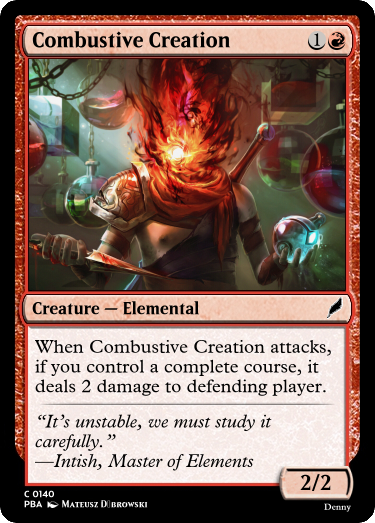 Combustive Creation 1
Creature — Elemental
When Combustive Creation attacks,
if you control a complete course, it
deals 2 damage to defending player.
“It’s unstable, we must study it
carefully.”
—Intish, Master of Elements
2/2
C 0140
PBA Mateusz D▯browski
Denny